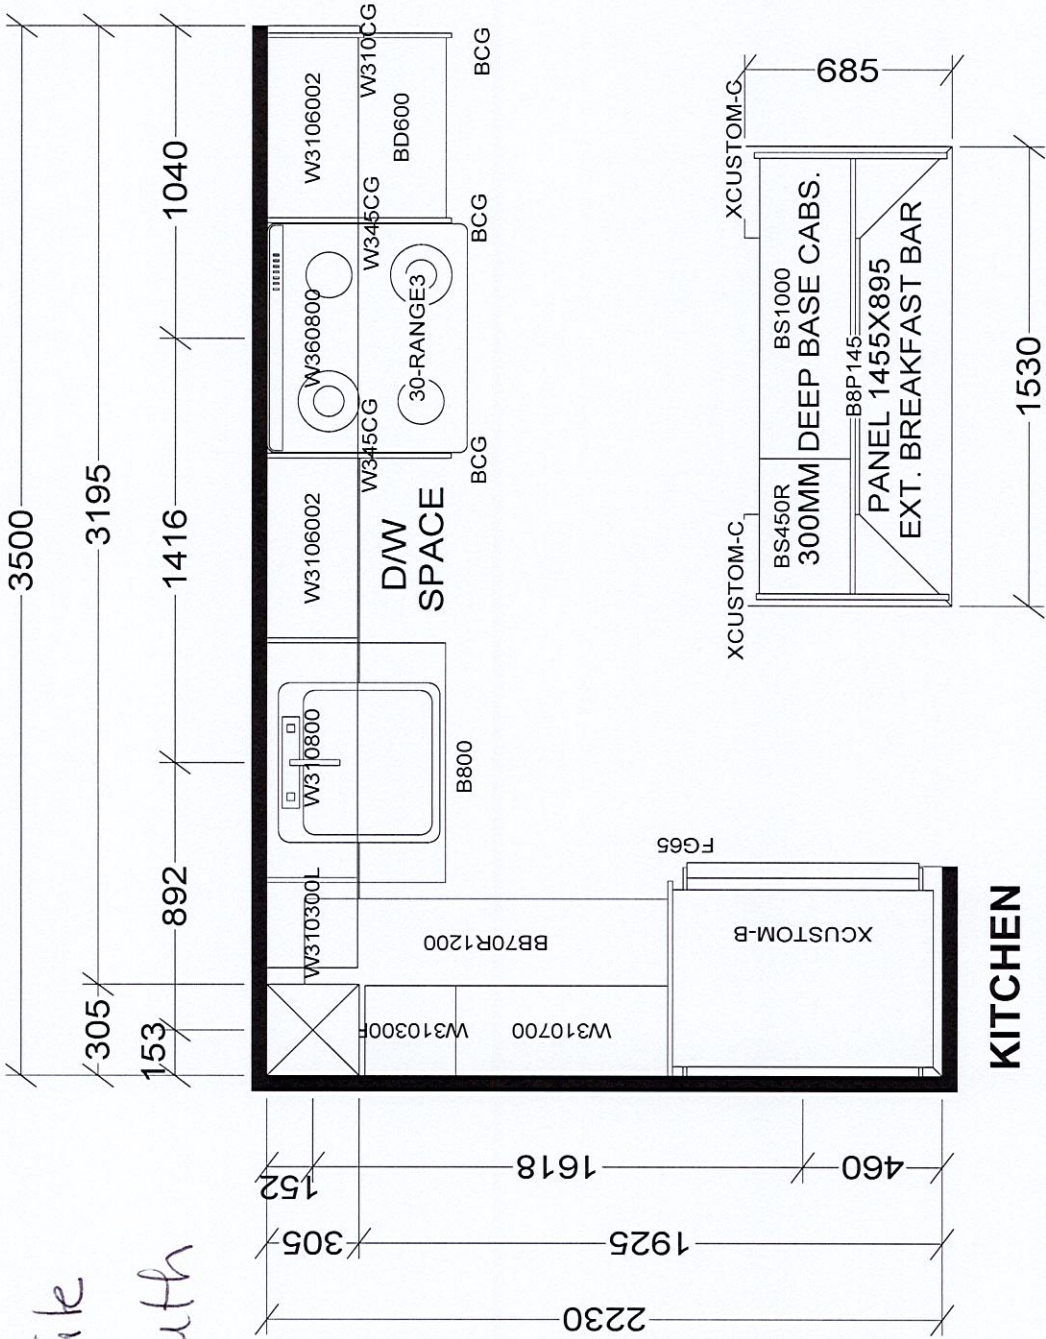 3500
3195
305
1040
1416
892
153
W3106002
W310CG
BD600
BCG
W345CG
BCG
W360800
30-RANGE3
W345CG
BCG
W3106002
D/W
SPACE
W310800
B800
W310300L
BB70R1200
W310300R
W310700
FG65
XCUSTOM-B
152
1618
460
305
1925
2230
685
XCUSTOM-C
BS1000
BS450R
300MM DEEP BASE CABS.
B8P145
PANEL 1455X895
EXT. BREAKFAST BAR
XCUSTOM-C
1530
KITCHEN